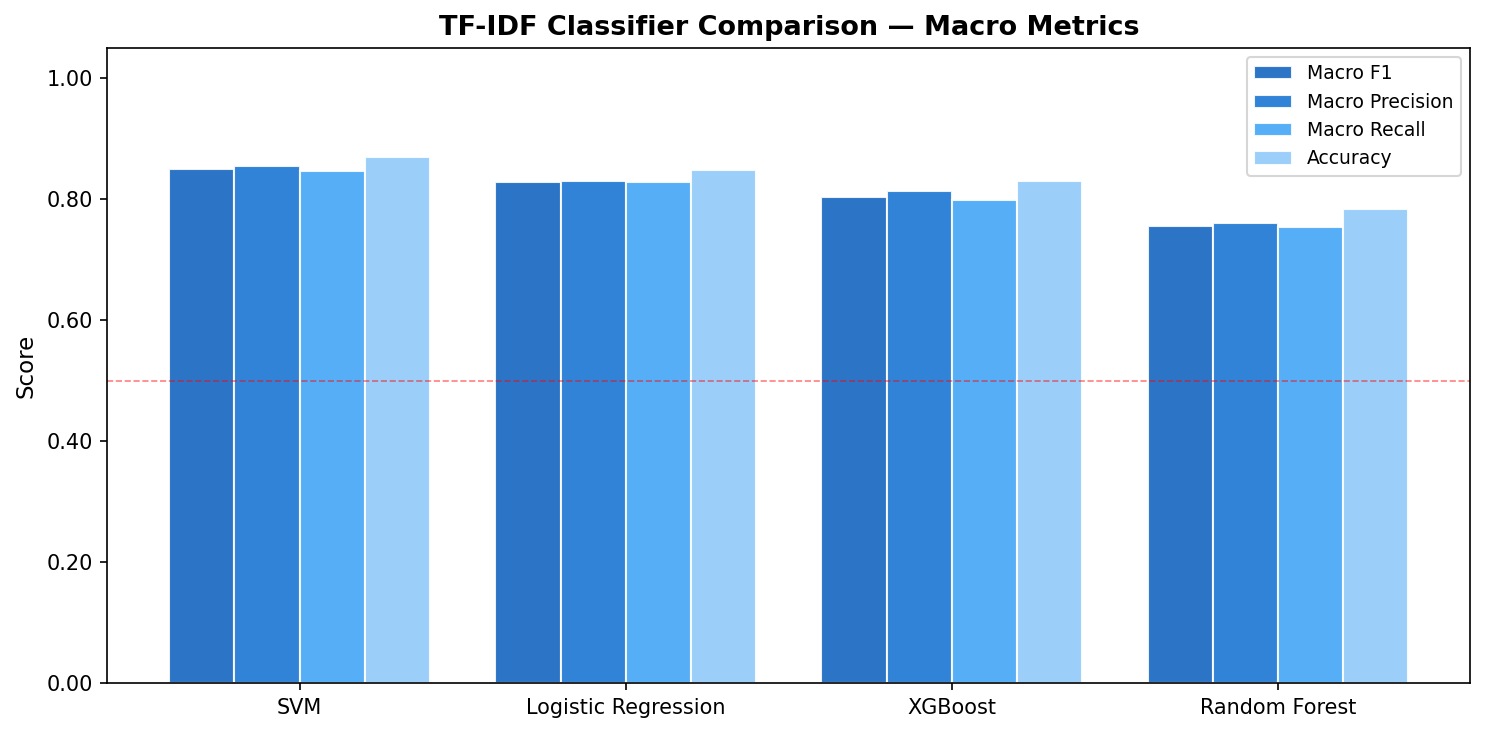 TF-IDF Classifier Comparison — Macro Metrics
Macro F1
Macro Precision
Macro Recall
Accuracy
Score
1.00
0.80
0.60
0.40
0.20
0.00
SVM
Logistic Regression
XGBoost
Random Forest